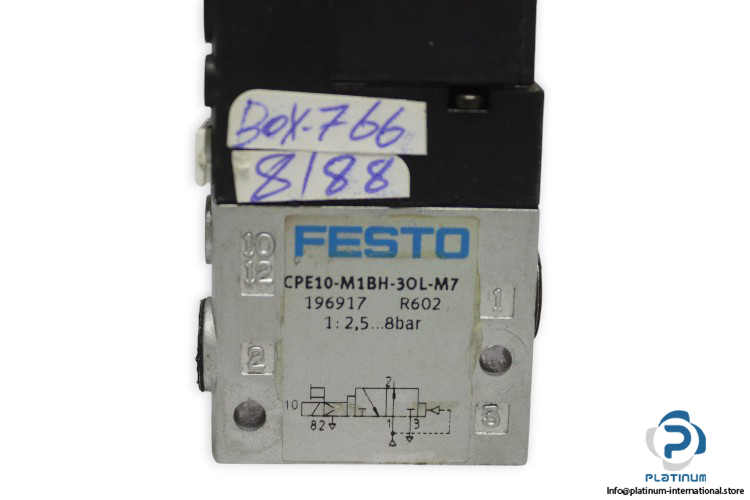 BOX-766
8188
FESTO
CPE10-M1BH-3OL-M7
196917 R602
1: 2,5...8bar
10
12
1
2
3
2
10
82
1
3
PLATINUM
Info@platinum-international.store